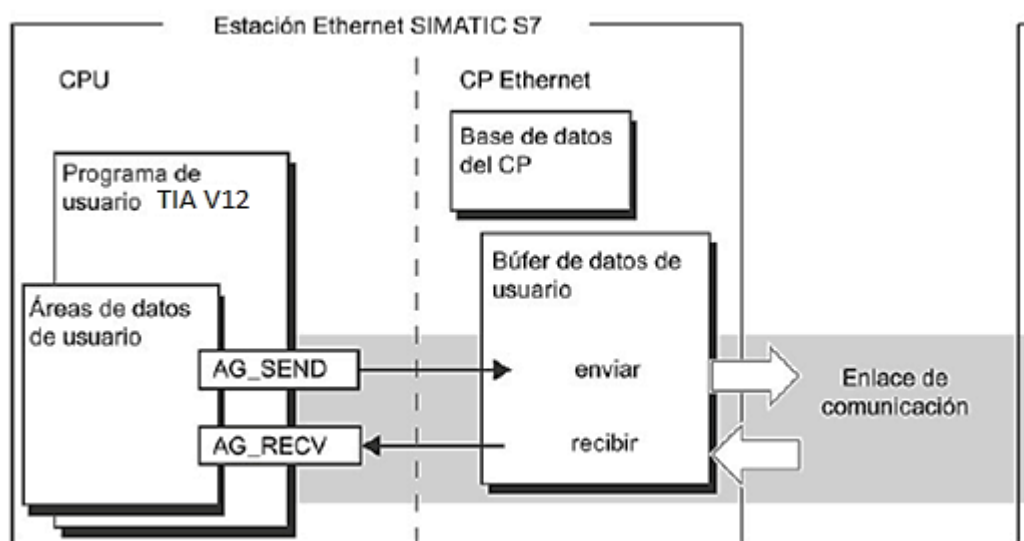 Estación Ethernet SIMATIC S7
CPU
CP Ethernet
Base de datos
del CP
Programa de
usuario TIA V12
Búfer de datos de
usuario
Áreas de datos
de usuario
AG_SEND
enviar
Enlace de
comunicación
AG_RECV
recibir